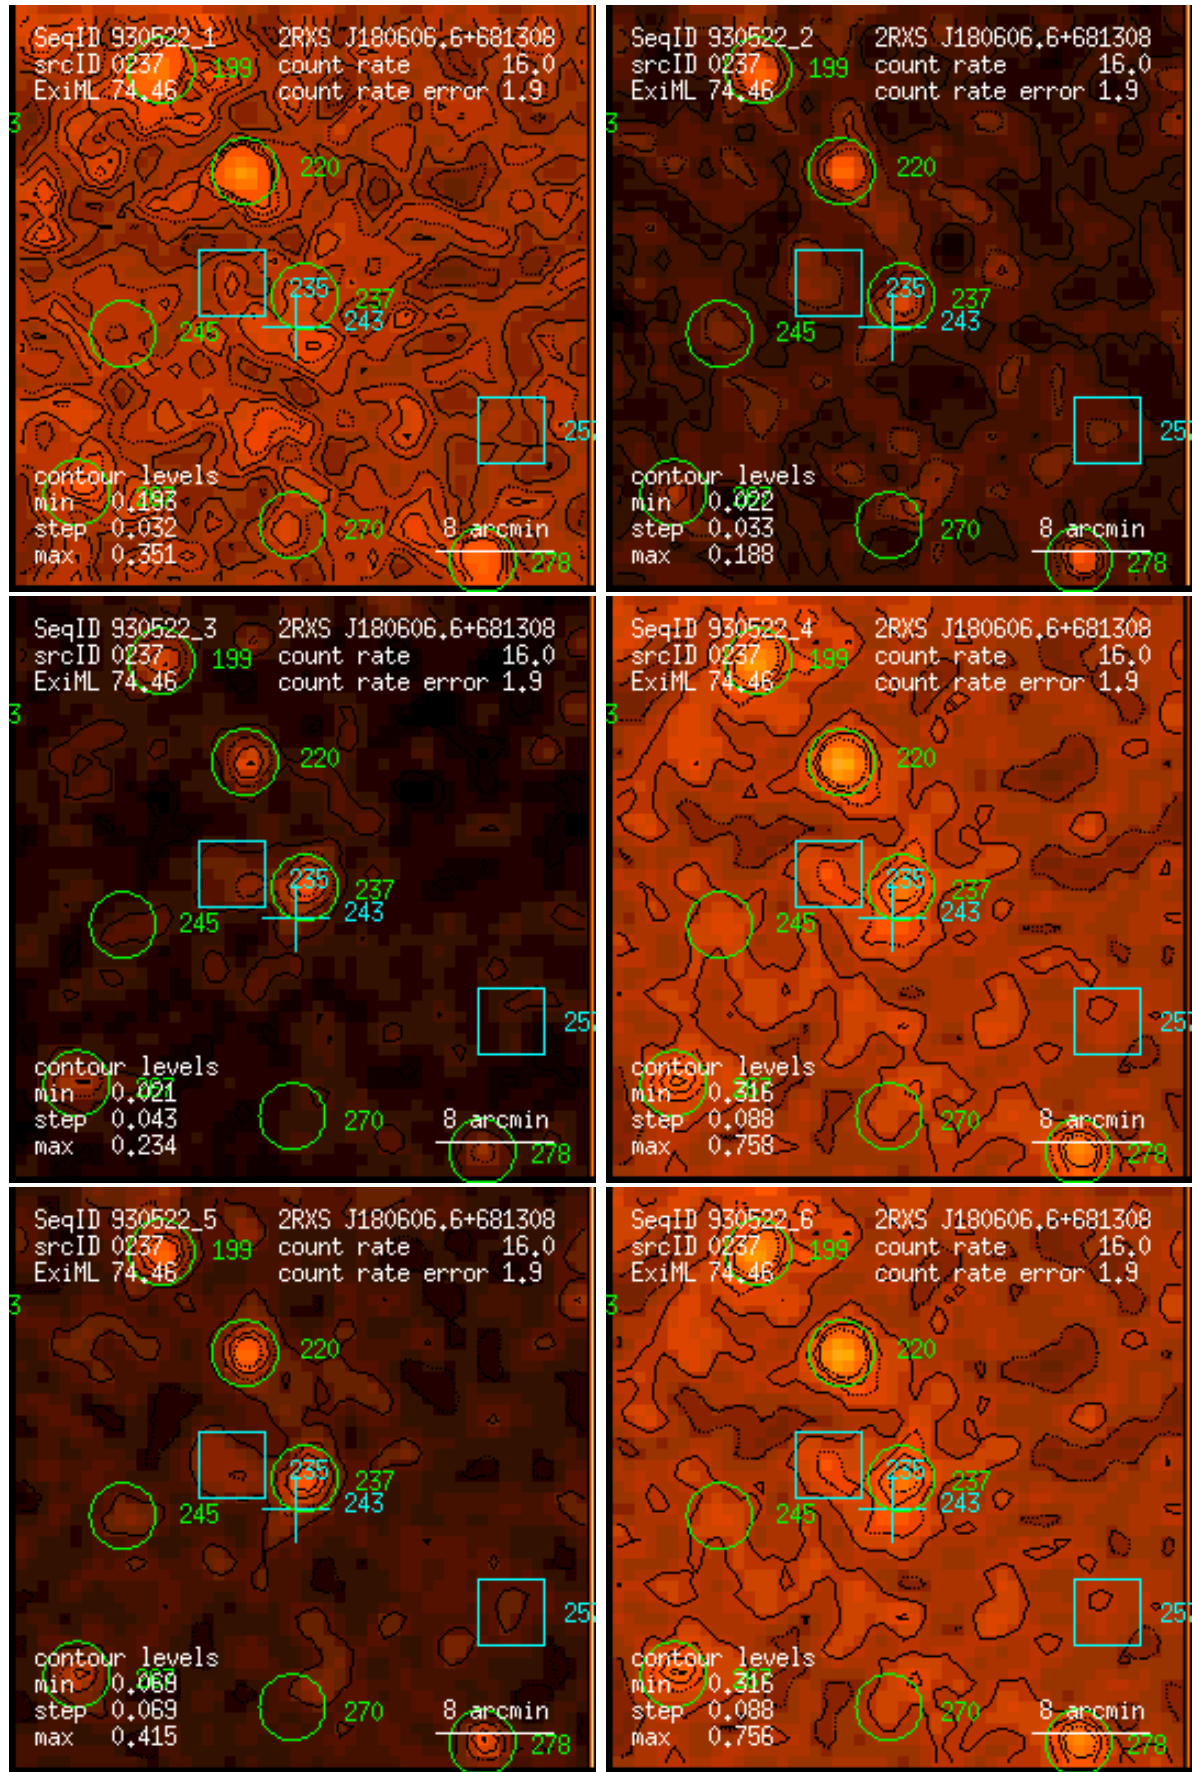 SeqID 930522_1 2RXS J180606.6+681308
srcID 0237 199 count rate 16.0
ExiML 74.46 count rate error 1.9
3
220
235
237
243
245
25
contour levels
min 0.193
step 0.032 270 8 arcmin
max 0.351 278
SeqID 930522_2 2RXS J180606.6+681308
srcID 0237 199 count rate 16.0
ExiML 74.46 count rate error 1.9
3
220
235
237
243
245
25
contour levels
min 0.022
step 0.033 270 8 arcmin
max 0.188 278
SeqID 930522_3 2RXS J180606.6+681308
srcID 0237 199 count rate 16.0
ExiML 74.46 count rate error 1.9
3
220
235
237
243
245
25
contour levels
min 0.021
step 0.043 270 8 arcmin
max 0.234 278
SeqID 930522_4 2RXS J180606.6+681308
srcID 0237 199 count rate 16.0
ExiML 74.46 count rate error 1.9
3
220
235
237
243
245
25
contour levels
min 0.316
step 0.088 270 8 arcmin
max 0.758 278
SeqID 930522_5 2RXS J180606.6+681308
srcID 0237 199 count rate 16.0
ExiML 74.46 count rate error 1.9
3
220
235
237
243
245
25
contour levels
min 0.068
step 0.069 270 8 arcmin
max 0.415 278
SeqID 930522_6 2RXS J180606.6+681308
srcID 0237 199 count rate 16.0
ExiML 74.46 count rate error 1.9
3
220
235
237
243
245
25
contour levels
min 0.316
step 0.088 270 8 arcmin
max 0.756 278